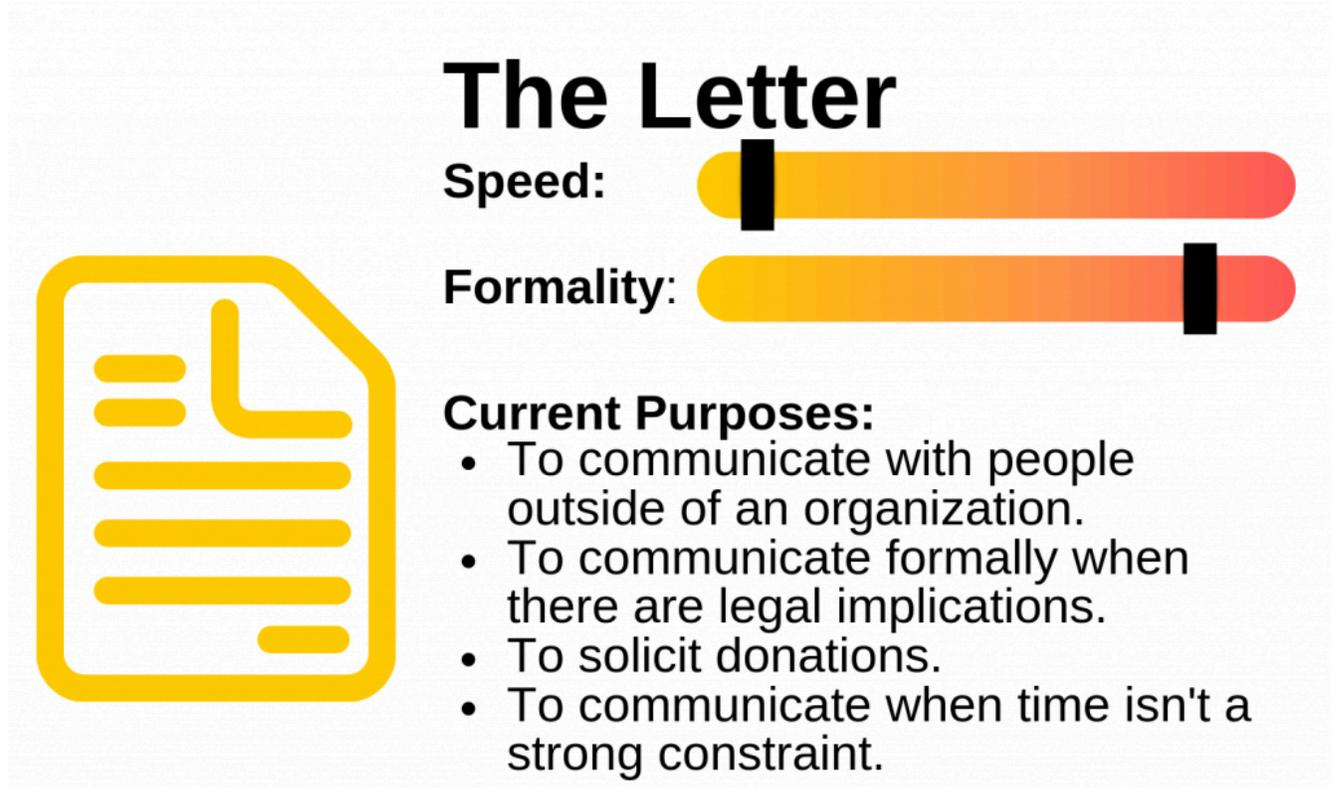 The Letter
Speed:
Formality:
Current Purposes:
• To communicate with people
outside of an organization.
• To communicate formally when
there are legal implications.
• To solicit donations.
• To communicate when time isn't a
strong constraint.